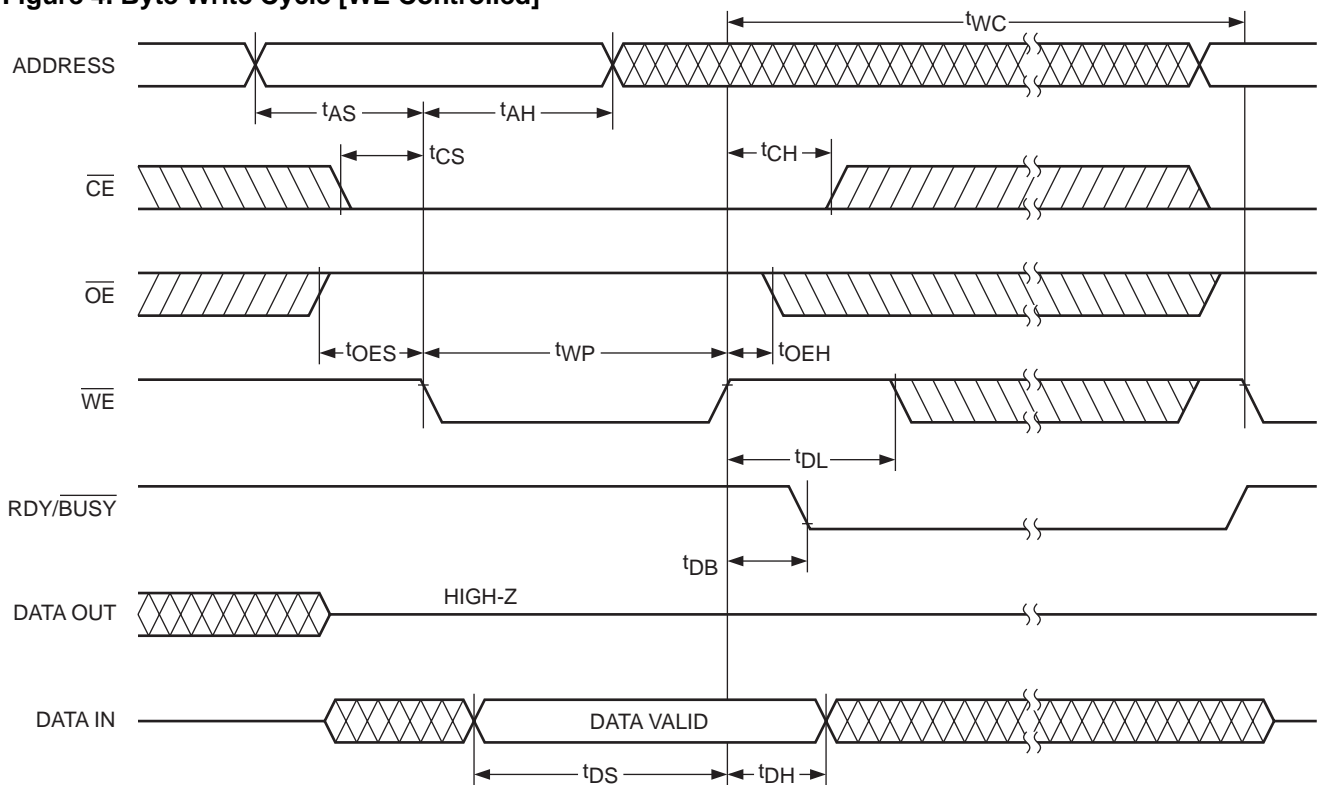 Figure 4. Byte Write Cycle [WE Controlled]
tWC
ADDRESS
tAS
tAH
tCS
tCH
CE
OE
tOES
tWP
tOEH
WE
tDL
RDY/BUSY
tDB
DATA OUT
HIGH-Z
DATA IN
DATA VALID
tDS
tDH